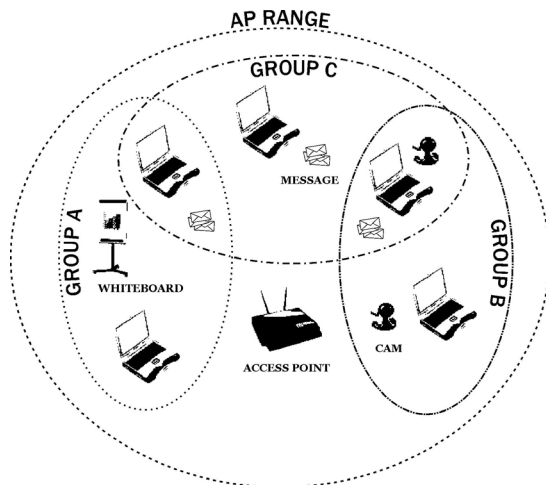 AP RANGE
GROUP C
MESSAGE
GROUP A
WHITEBOARD
GROUP B
CAM
ACCESS POINT